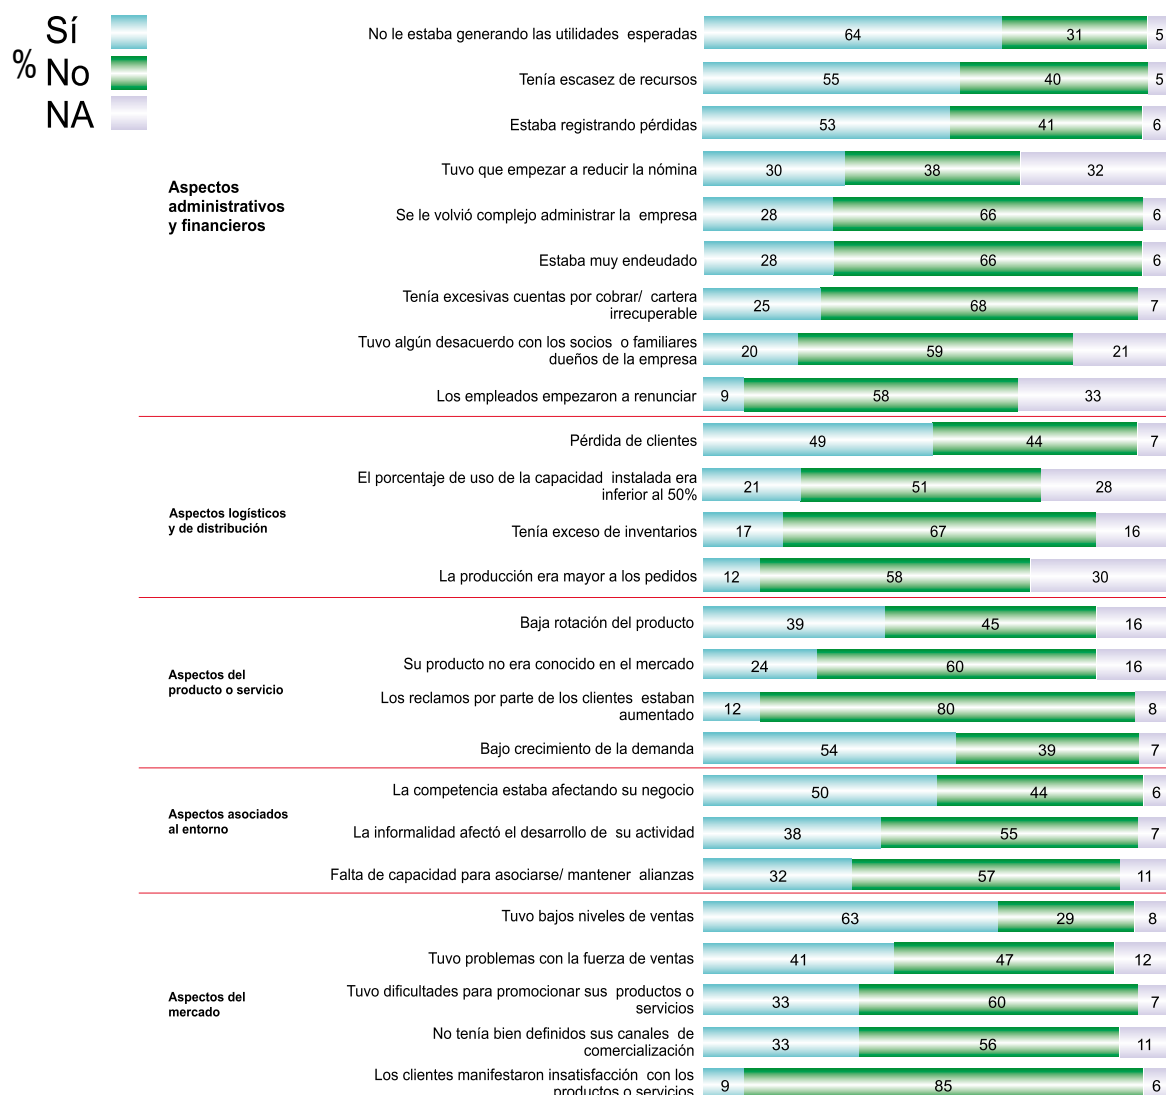 Sí
% No
NA
No le estaba generando las utilidades esperadas 64 31 5
Tenía escasez de recursos 55 40 5
Estaba registrando pérdidas 53 41 6
Tuvo que empezar a reducir la nómina 30 38 32
Aspectos
administrativos
y financieros
Se le volvió complejo administrar la empresa 28 66 6
Estaba muy endeudado 28 66 6
Tenía excesivas cuentas por cobrar/ cartera
irrecuperable 25 68 7
Tuvo algún desacuerdo con los socios o familiares
dueños de la empresa 20 59 21
Los empleados empezaron a renunciar 9 58 33
Pérdida de clientes 49 44 7
El porcentaje de uso de la capacidad instalada era
inferior al 50% 21 51 28
Aspectos logísticos
y de distribución
Tenía exceso de inventarios 17 67 16
La producción era mayor a los pedidos 12 58 30
Baja rotación del producto 39 45 16
Su producto no era conocido en el mercado 24 60 16
Aspectos del
producto o servicio
Los reclamos por parte de los clientes estaban
aumentado 12 80 8
Bajo crecimiento de la demanda 54 39 7
La competencia estaba afectando su negocio 50 44 6
Aspectos asociados
al entorno
La informalidad afectó el desarrollo de su actividad 38 55 7
Falta de capacidad para asociarse/ mantener alianzas 32 57 11
Tuvo bajos niveles de ventas 63 29 8
Tuvo problemas con la fuerza de ventas 41 47 12
Aspectos del
mercado
Tuvo dificultades para promocionar sus productos o
servicios 33 60 7
No tenía bien definidos sus canales de
comercialización 33 56 11
Los clientes manifestaron insatisfacción con los
productos o servicios 9 85 6